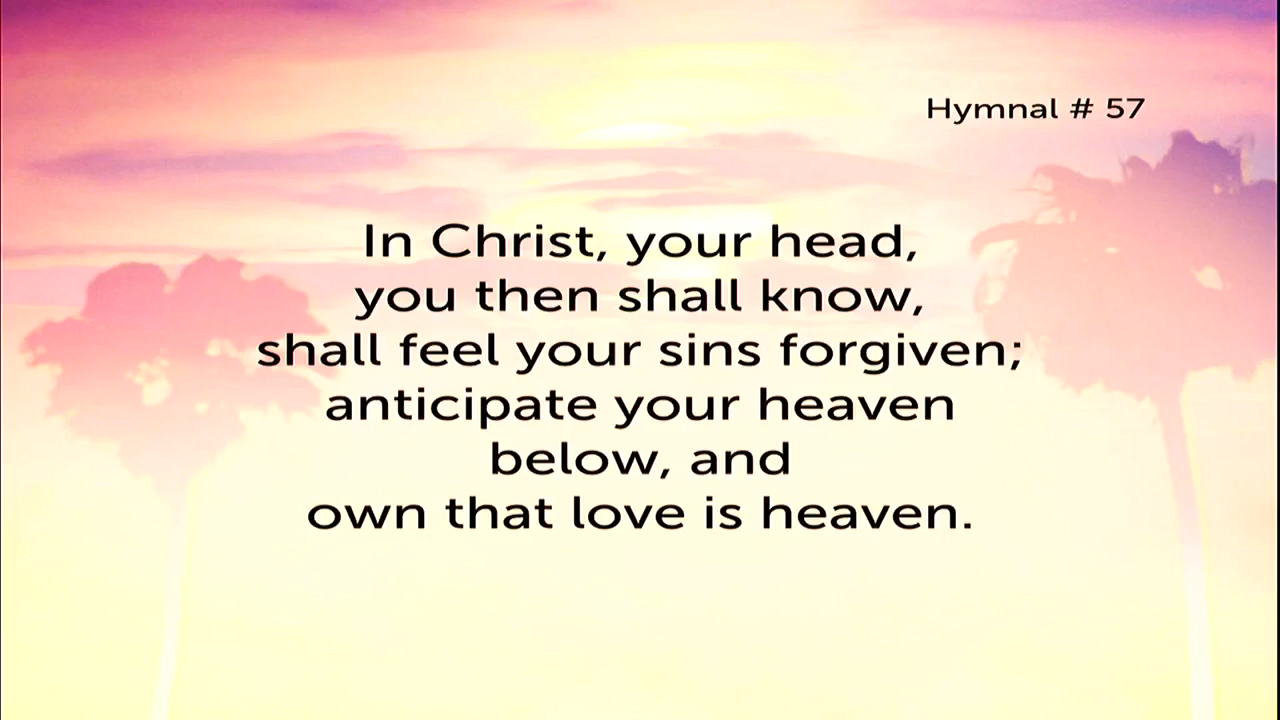 Hymnal # 57
In Christ, your head,
you then shall know,
shall feel your sins forgiven;
anticipate your heaven
below, and
own that love is heaven.